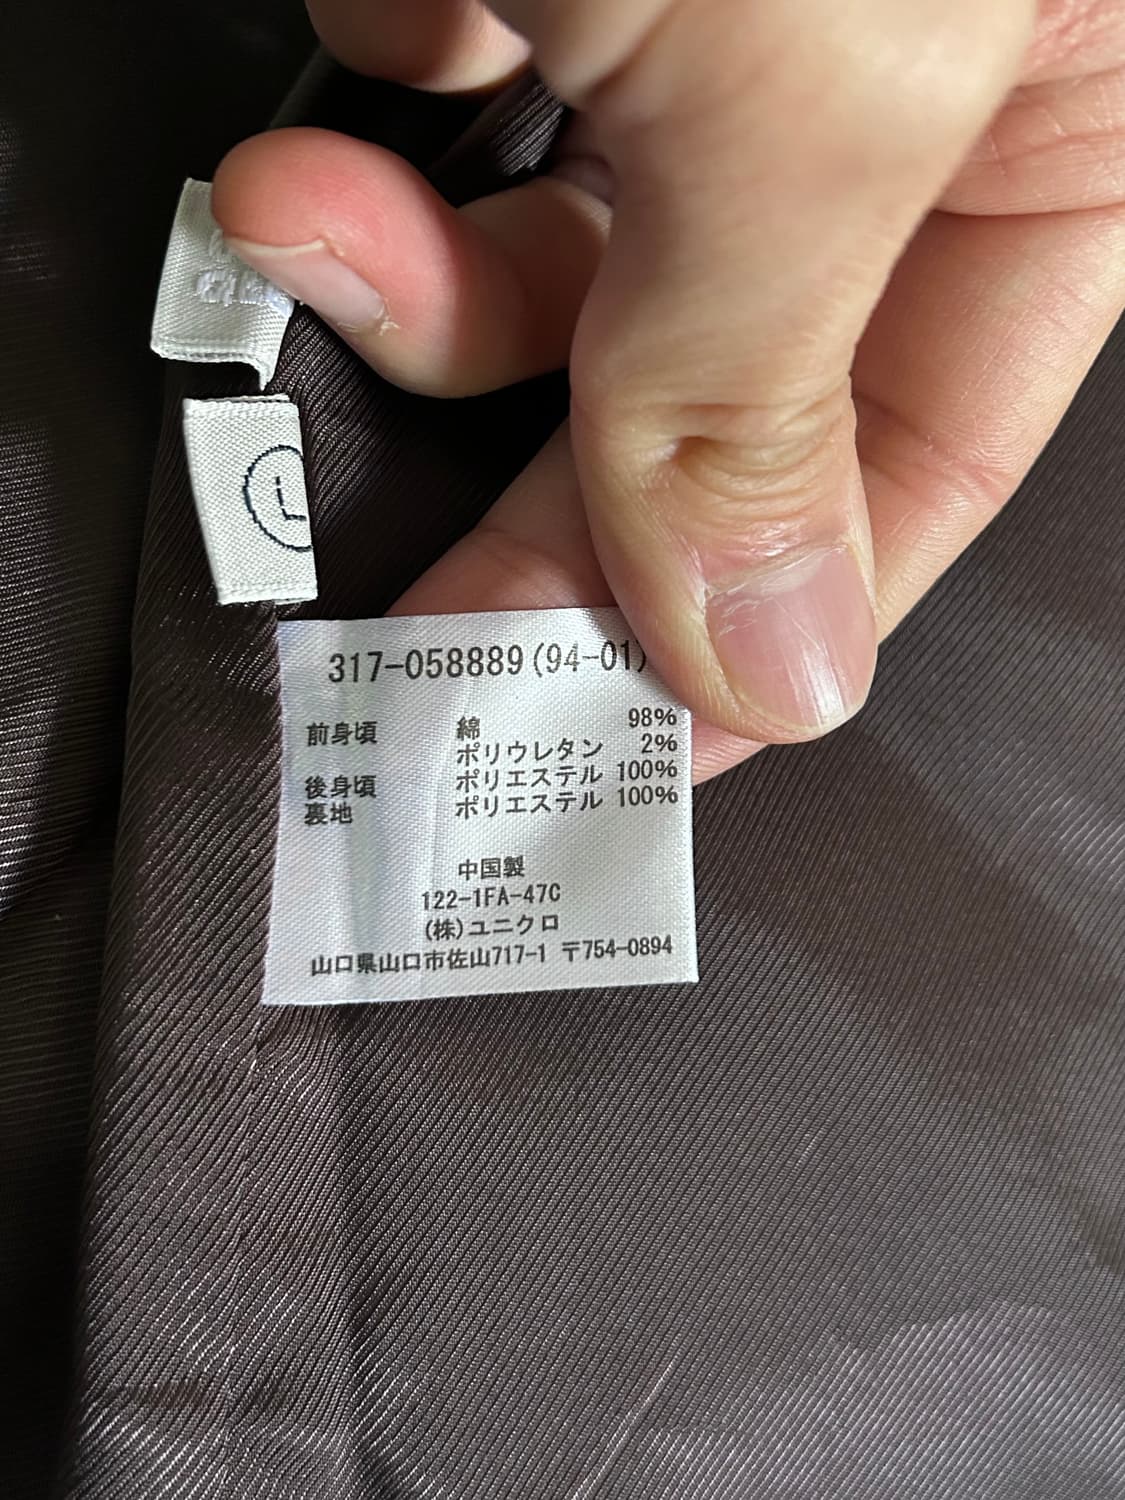 L
317-058889(94-01)
前身頃 綿 98%
ポリウレタン 2%
後身頃 ポリエステル 100%
裏地 ポリエステル 100%
中国製
122-1FA-47C
(株)ユニクロ
山口県山口市佐山717-1 〒754-0894